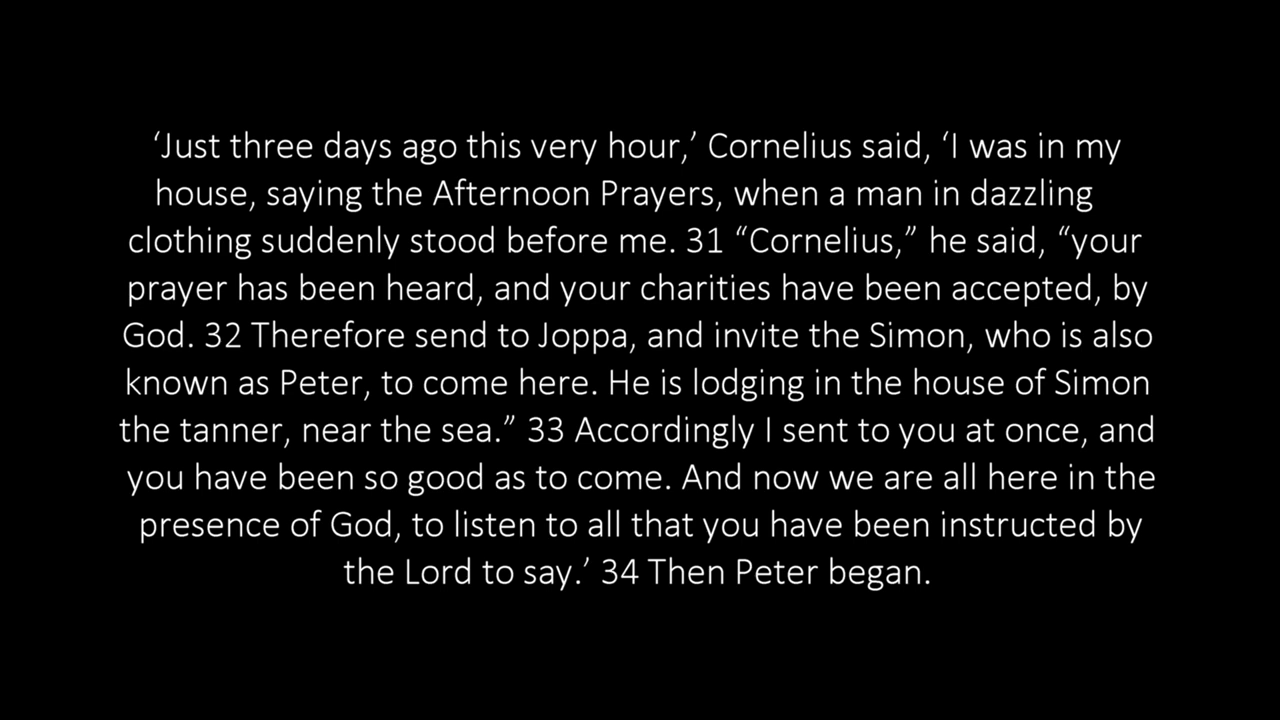 ‘Just three days ago this very hour,’ Cornelius said, ‘I was in my
house, saying the Afternoon Prayers, when a man in dazzling
clothing suddenly stood before me. 31 “Cornelius,” he said, “your
prayer has been heard, and your charities have been accepted, by
God. 32 Therefore send to Joppa, and invite the Simon, who is also
known as Peter, to come here. He is lodging in the house of Simon
the tanner, near the sea.” 33 Accordingly I sent to you at once, and
you have been so good as to come. And now we are all here in the
presence of God, to listen to all that you have been instructed by
the Lord to say.’ 34 Then Peter began.